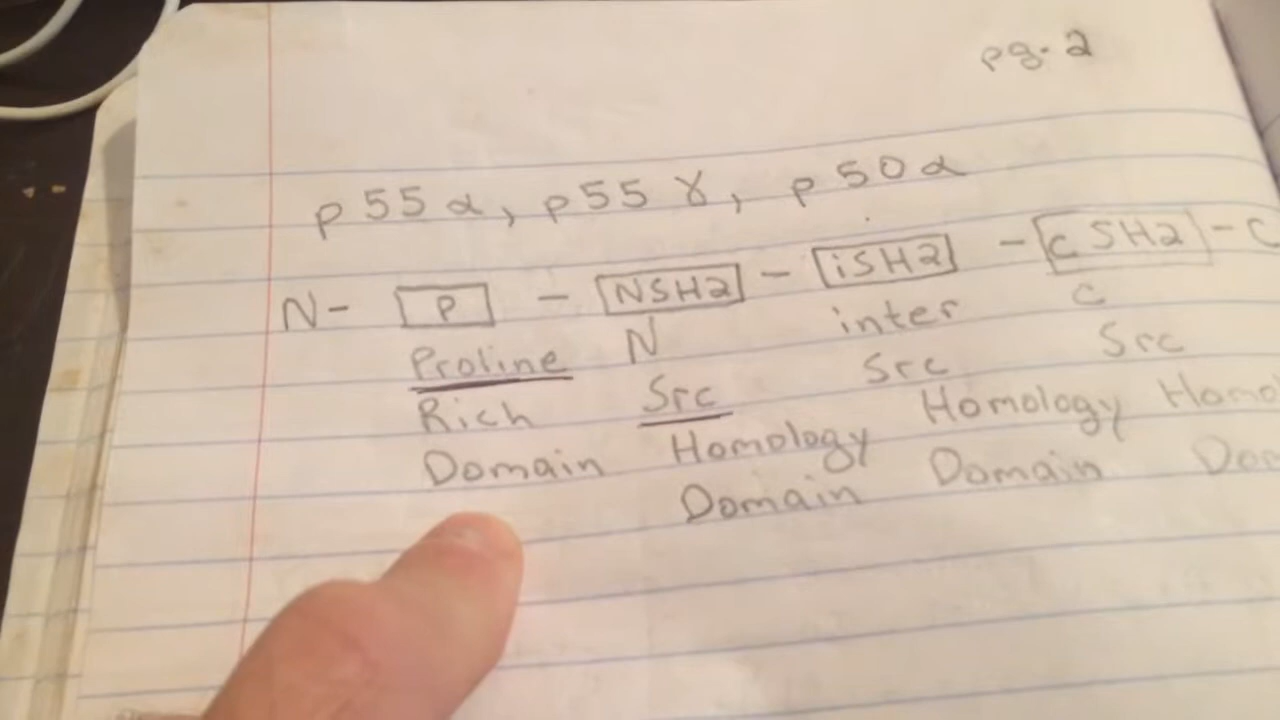 pg. 2
p55α, p55γ, p50α
N- P - NSH2 - iSH2 - cSH2 - C
Proline N inter C
Rich Src Src Src
Domain Homology Homology
Domain Domain